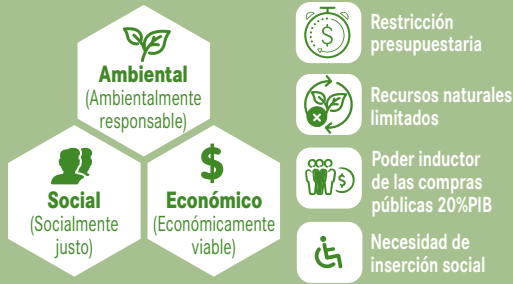 Ambiental
(Ambientalmente
responsable)
Social
(Socialmente
justo)
$
Económico
(Económicamente
viable)
$
Restricción
presupuestaria
Recursos naturales
limitados
$
Poder inductor
de las compras
públicas 20%PIB
Necesidad de
inserción social